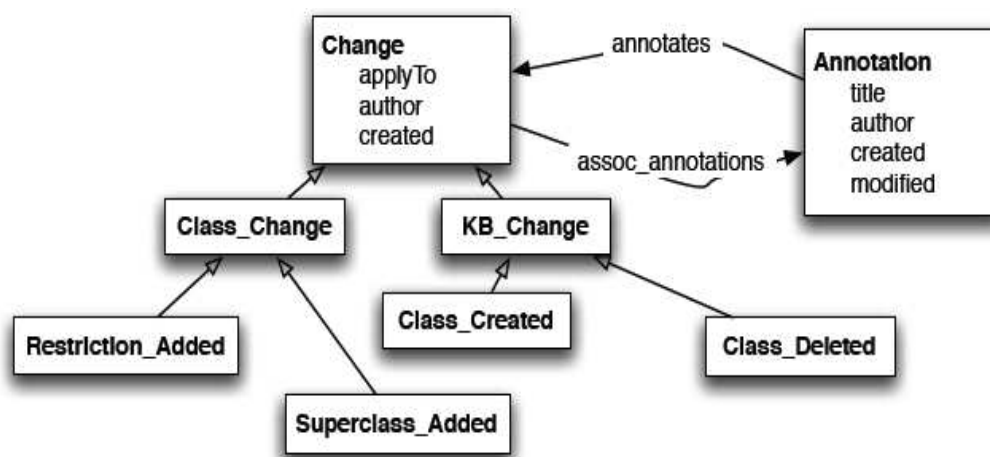 Change
applyTo
author
created
annotates
assoc_annotations
Annotation
title
author
created
modified
Class_Change
KB_Change
Restriction_Added
Superclass_Added
Class_Created
Class_Deleted